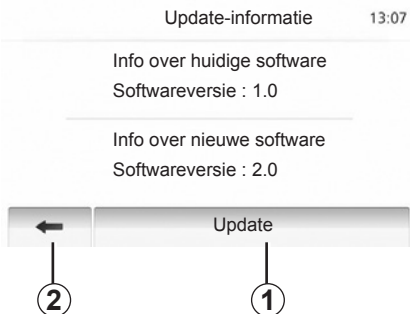 Update-informatie 13:07
Info over huidige software
Softwareversie : 1.0
Info over nieuwe software
Softwareversie : 2.0
Update
2 1